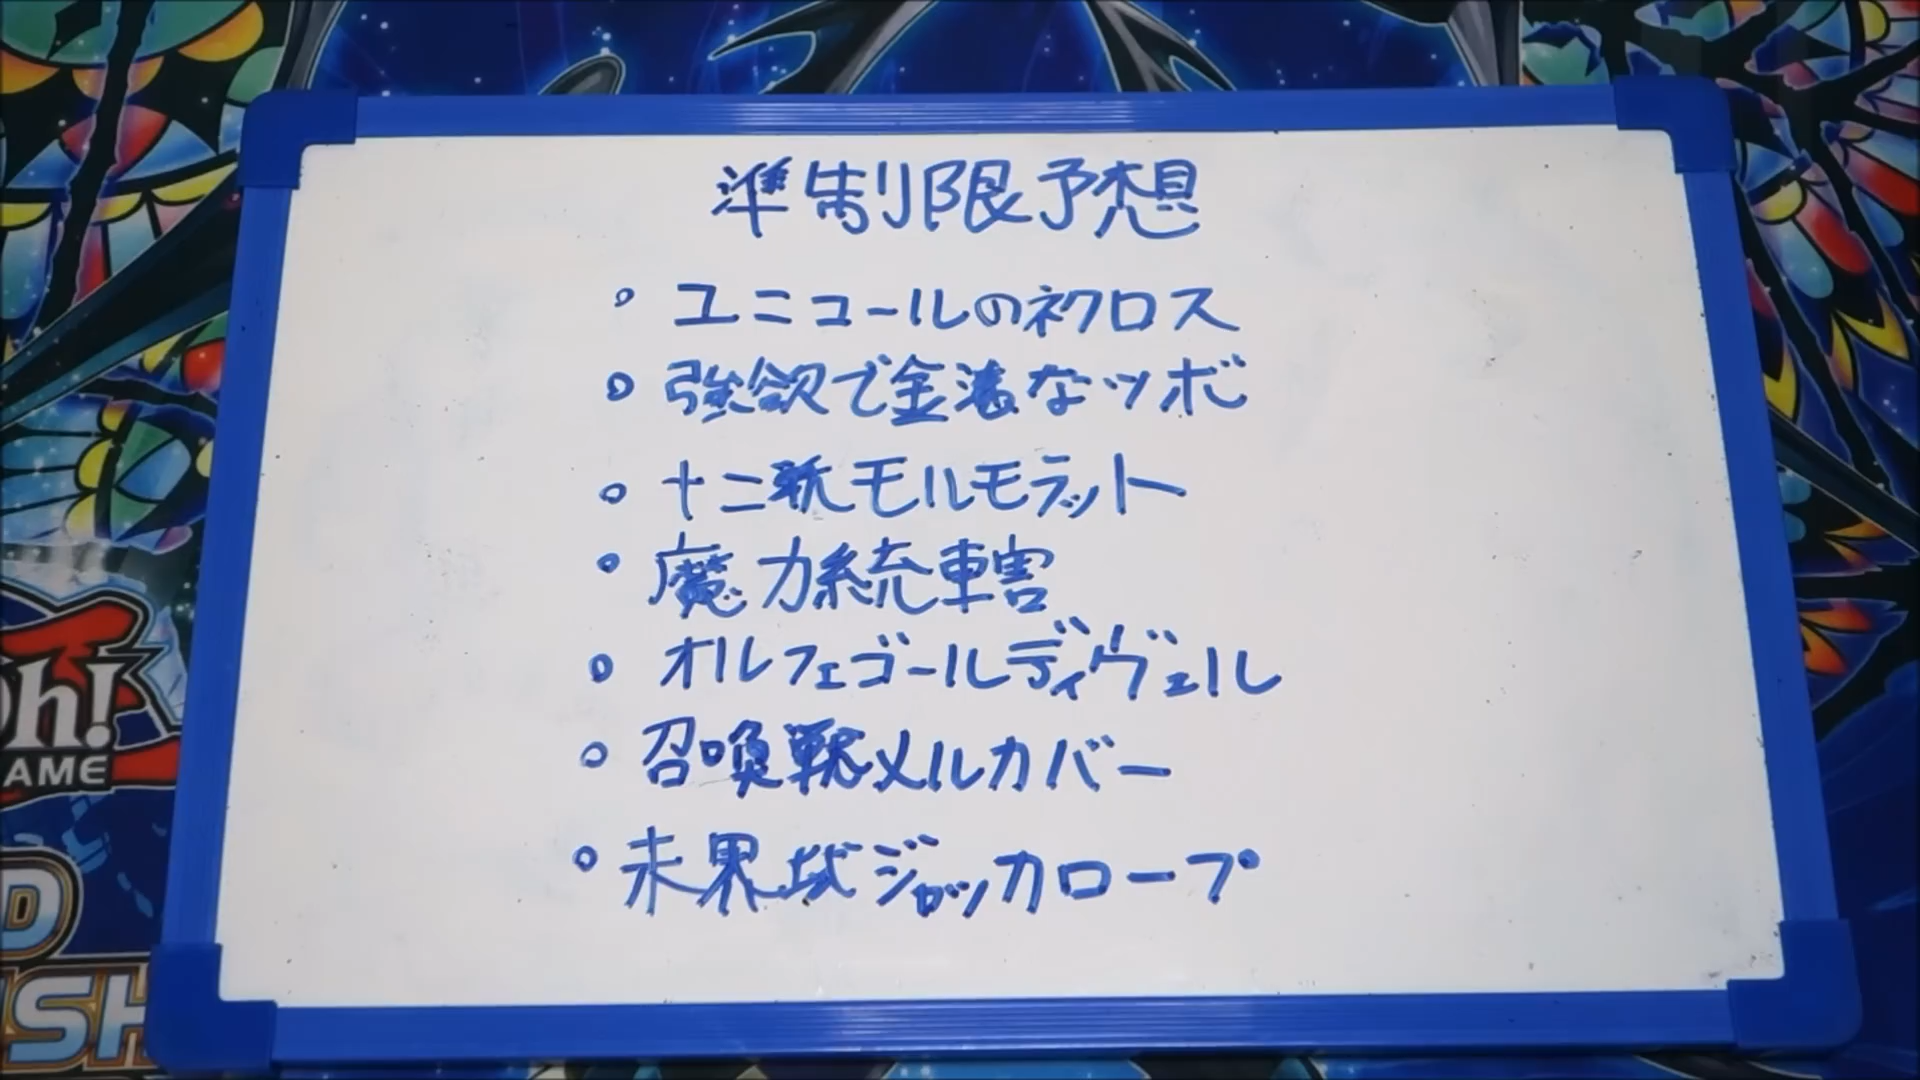 準制限予想
・ユニコールのネクロス
・強欲で金満なツボ
・十二獣モルモラット
・魔力統轄
・オルフェゴールディヴェル
・召喚獣メルカバー
・未界域ジャッカロープ
Oh!
GAME
D
USH